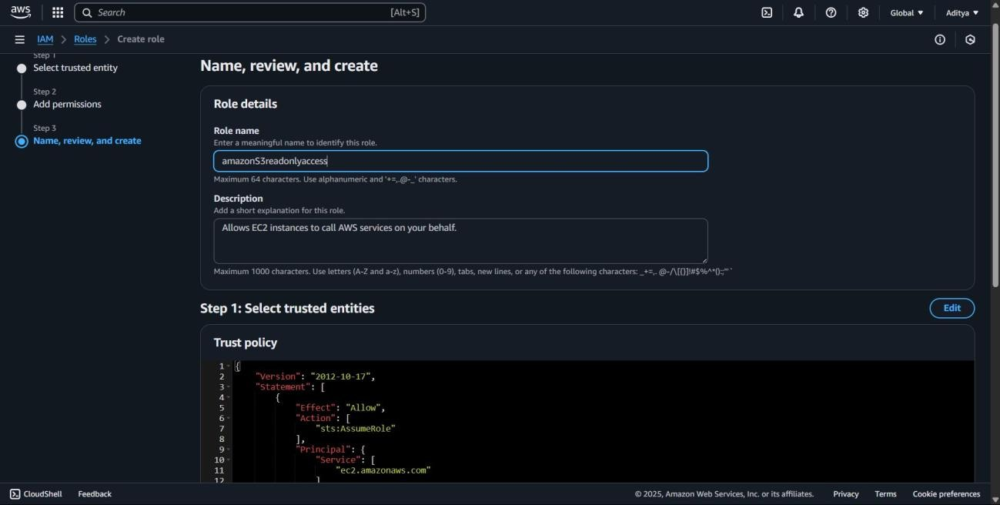 aws
Search
[Alt+S]
Global ▼
Aditya ▼
IAM > Roles > Create role
Step 1
Select trusted entity
Step 2
Add permissions
Step 3
Name, review, and create
Name, review, and create
Role details
Role name
Enter a meaningful name to identify this role.
amazonS3readonlyaccess
Maximum 64 characters. Use alphanumeric and '+=,.@-_' characters.
Description
Add a short explanation for this role.
Allows EC2 instances to call AWS services on your behalf.
Maximum 1000 characters. Use letters (A-Z and a-z), numbers (0-9), tabs, new lines, or any of the following characters: _+=,. @-/\[{}]!#$%^*();:"'`
Step 1: Select trusted entities
Edit
Trust policy
1 {
2 "Version": "2012-10-17",
3 "Statement": [
4 {
5 "Effect": "Allow",
6 "Action": [
7 "sts:AssumeRole"
8 ],
9 "Principal": {
10 "Service": [
11 "ec2.amazonaws.com"
12 ]
CloudShell
Feedback
© 2025, Amazon Web Services, Inc. or its affiliates.
Privacy
Terms
Cookie preferences